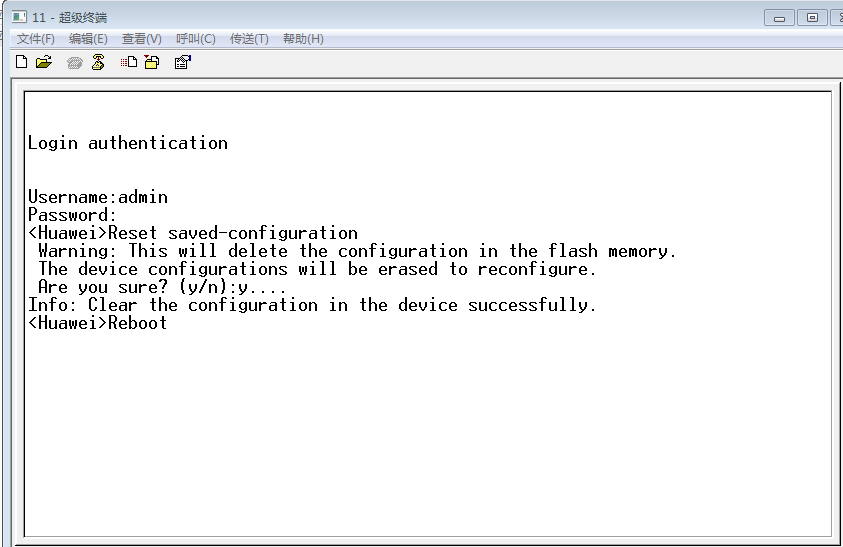 11 - 超级终端
文件(F) 编辑(E) 查看(V) 呼叫(C) 传送(T) 帮助(H)
Login authentication
Username:admin
Password:
<Huawei>Reset saved-configuration
Warning: This will delete the configuration in the flash memory.
The device configurations will be erased to reconfigure.
Are you sure? (y/n):y....
Info: Clear the configuration in the device successfully.
<Huawei>Reboot